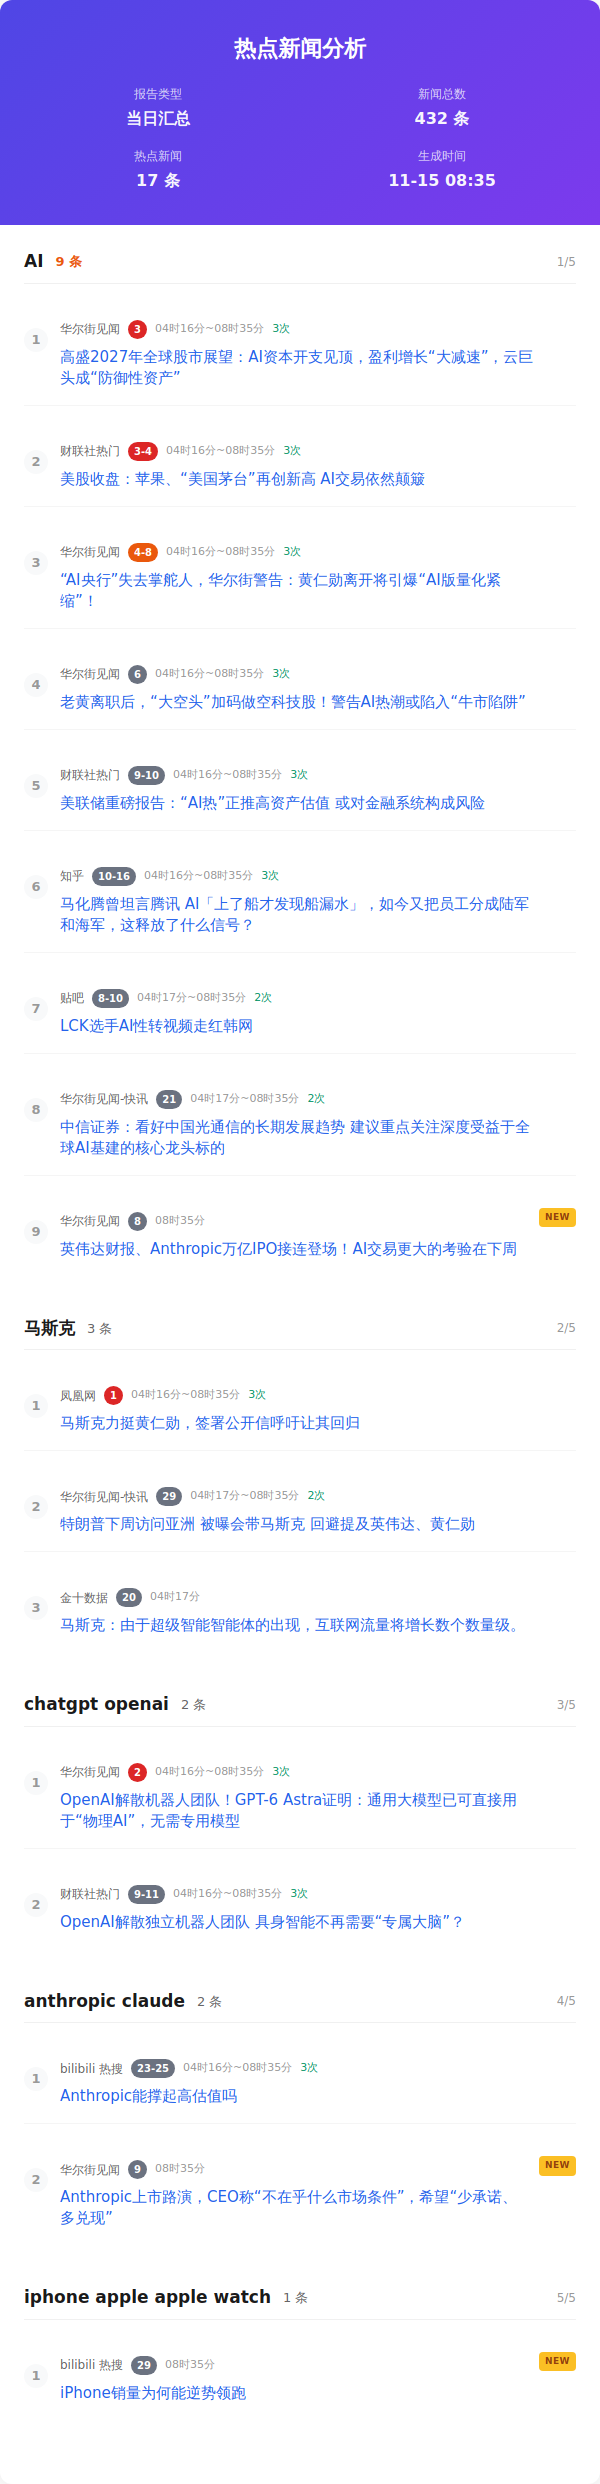 热点新闻分析
报告类型
新闻总数
当日汇总
432 条
热点新闻
生成时间
17 条
11-15 08:35
AI 9 条 1/5
1
华尔街见闻 3 04时16分~08时35分 3次
高盛2027年全球股市展望：AI资本开支见顶，盈利增长“大减速”，云巨
头成“防御性资产”
2
财联社热门 3-4 04时16分~08时35分 3次
美股收盘：苹果、“美国茅台”再创新高 AI交易依然颠簸
3
华尔街见闻 4-8 04时16分~08时35分 3次
“AI央行”失去掌舵人，华尔街警告：黄仁勋离开将引爆“AI版量化紧
缩”！
4
华尔街见闻 6 04时16分~08时35分 3次
老黄离职后，“大空头”加码做空科技股！警告AI热潮或陷入“牛市陷阱”
5
财联社热门 9-10 04时16分~08时35分 3次
美联储重磅报告：“AI热”正推高资产估值 或对金融系统构成风险
6
知乎 10-16 04时16分~08时35分 3次
马化腾曾坦言腾讯 AI「上了船才发现船漏水」，如今又把员工分成陆军
和海军，这释放了什么信号？
7
贴吧 8-10 04时17分~08时35分 2次
LCK选手AI性转视频走红韩网
8
华尔街见闻-快讯 21 04时17分~08时35分 2次
中信证券：看好中国光通信的长期发展趋势 建议重点关注深度受益于全
球AI基建的核心龙头标的
9
华尔街见闻 8 08时35分 NEW
英伟达财报、Anthropic万亿IPO接连登场！AI交易更大的考验在下周
马斯克 3 条 2/5
1
凤凰网 1 04时16分~08时35分 3次
马斯克力挺黄仁勋，签署公开信呼吁让其回归
2
华尔街见闻-快讯 29 04时17分~08时35分 2次
特朗普下周访问亚洲 被曝会带马斯克 回避提及英伟达、黄仁勋
3
金十数据 20 04时17分
马斯克：由于超级智能智能体的出现，互联网流量将增长数个数量级。
chatgpt openai 2 条 3/5
1
华尔街见闻 2 04时16分~08时35分 3次
OpenAI解散机器人团队！GPT-6 Astra证明：通用大模型已可直接用
于“物理AI”，无需专用模型
2
财联社热门 9-11 04时16分~08时35分 3次
OpenAI解散独立机器人团队 具身智能不再需要“专属大脑”？
anthropic claude 2 条 4/5
1
bilibili 热搜 23-25 04时16分~08时35分 3次
Anthropic能撑起高估值吗
2
华尔街见闻 9 08时35分 NEW
Anthropic上市路演，CEO称“不在乎什么市场条件”，希望“少承诺、
多兑现”
iphone apple apple watch 1 条 5/5
1
bilibili 热搜 29 08时35分 NEW
iPhone销量为何能逆势领跑